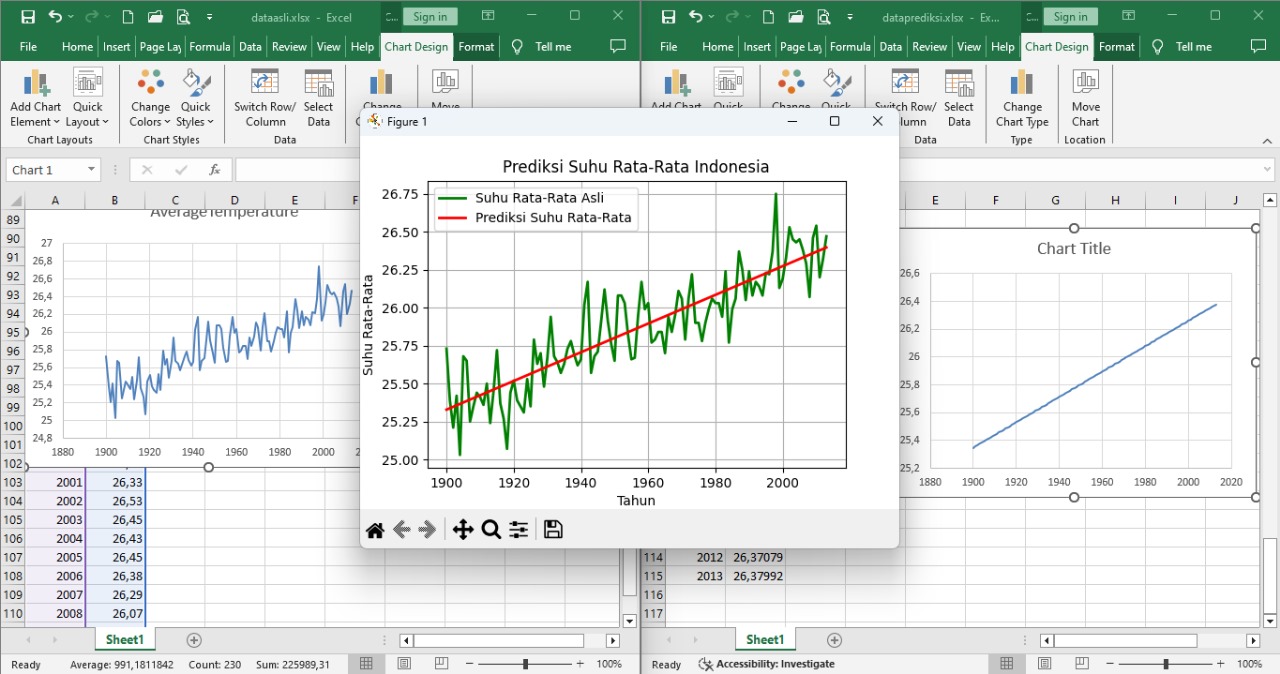 dataasli.xlsx - Excel
C...
Sign in
File Home Insert Page Lay Formula Data Review View Help Chart Design Format Tell me
Add Chart Element
Quick Layout
Change Colors
Quick Styles
Switch Row/ Column
Select Data
Change
Move
Chart Layouts
Chart Styles
Data
Chart 1
fx
A B C D E F
89
90
91
92
93
94
95
96
97
98
99
100
101
102
AverageTemperature
27
26,8
26,6
26,4
26,2
26
25,8
25,6
25,4
25,2
25
24,8
1880 1900 1920 1940 1960 1980 2000
103 2001 26,33
104 2002 26,53
105 2003 26,45
106 2004 26,43
107 2005 26,45
108 2006 26,38
109 2007 26,29
110 2008 26,07
Sheet1
Ready Average: 991,1811842 Count: 230 Sum: 225989,31 100%
Figure 1
Prediksi Suhu Rata-Rata Indonesia
Suhu Rata-Rata Asli
Prediksi Suhu Rata-Rata
Suhu Rata-Rata
26.75
26.50
26.25
26.00
25.75
25.50
25.25
25.00
1900 1920 1940 1960 1980 2000
Tahun
dataprediksi.xlsx - Ex...
C...
Sign in
File Home Insert Page Lay Formula Data Review View Help Chart Design Format Tell me
Add Chart
Quick
Change
Quick
Switch Row/
lumn
Select Data
Change Chart Type
Move Chart
Data
Type
Location
E F G H I J
Chart Title
26,6
26,4
26,2
26
25,8
25,6
25,4
25,2
1880 1900 1920 1940 1960 1980 2000 2020
114 2012 26,37079
115 2013 26,37992
116
117
Sheet1
Ready Accessibility: Investigate 100%